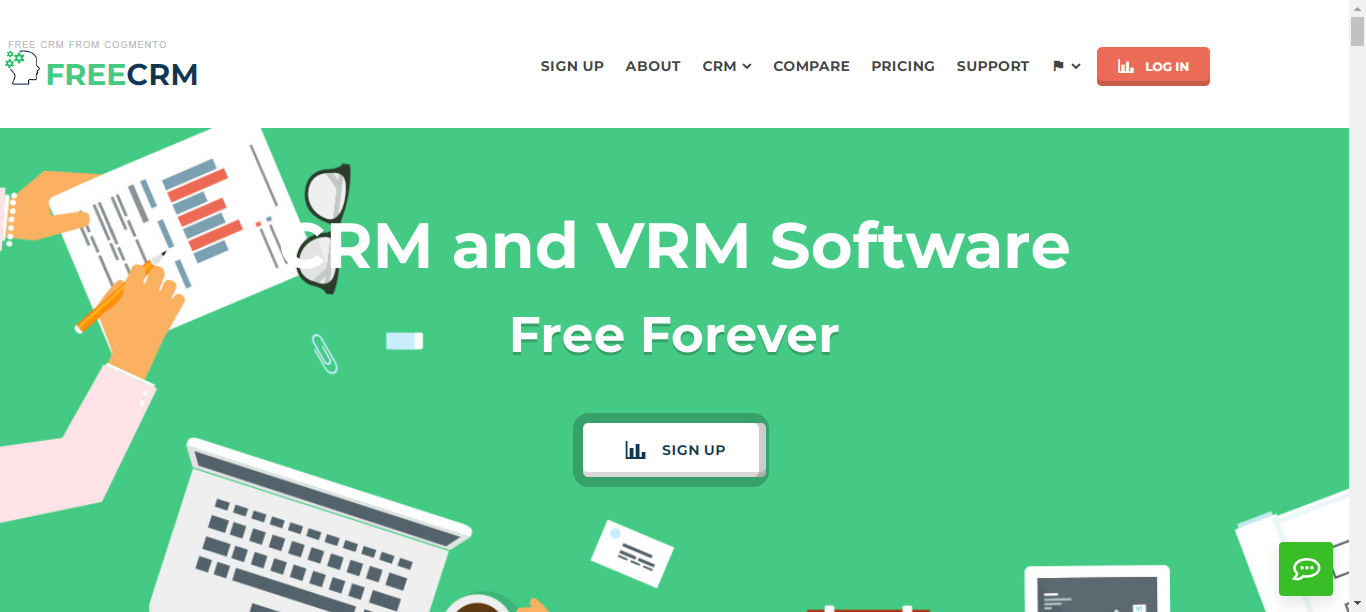 FREE CRM FROM COGMENTO
FREECRM
SIGN UP ABOUT CRM COMPARE PRICING SUPPORT LOG IN
CRM and VRM Software
Free Forever
SIGN UP